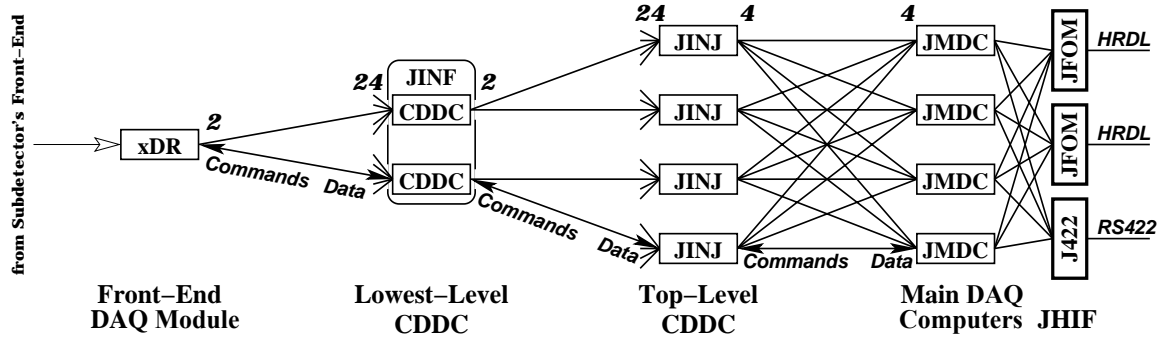 from Subdetector's Front–End
xDR
2
Commands Data
Front–End
DAQ Module
24
JINF
2
CDDC
CDDC
Commands Data
Lowest–Level
CDDC
24
4
JINJ
JINJ
JINJ
JINJ
Commands Data
Top–Level
CDDC
4
JMDC
JMDC
JMDC
JMDC
Main DAQ
Computers
JFOM
HRDL
JFOM
HRDL
J422
RS422
JHIF